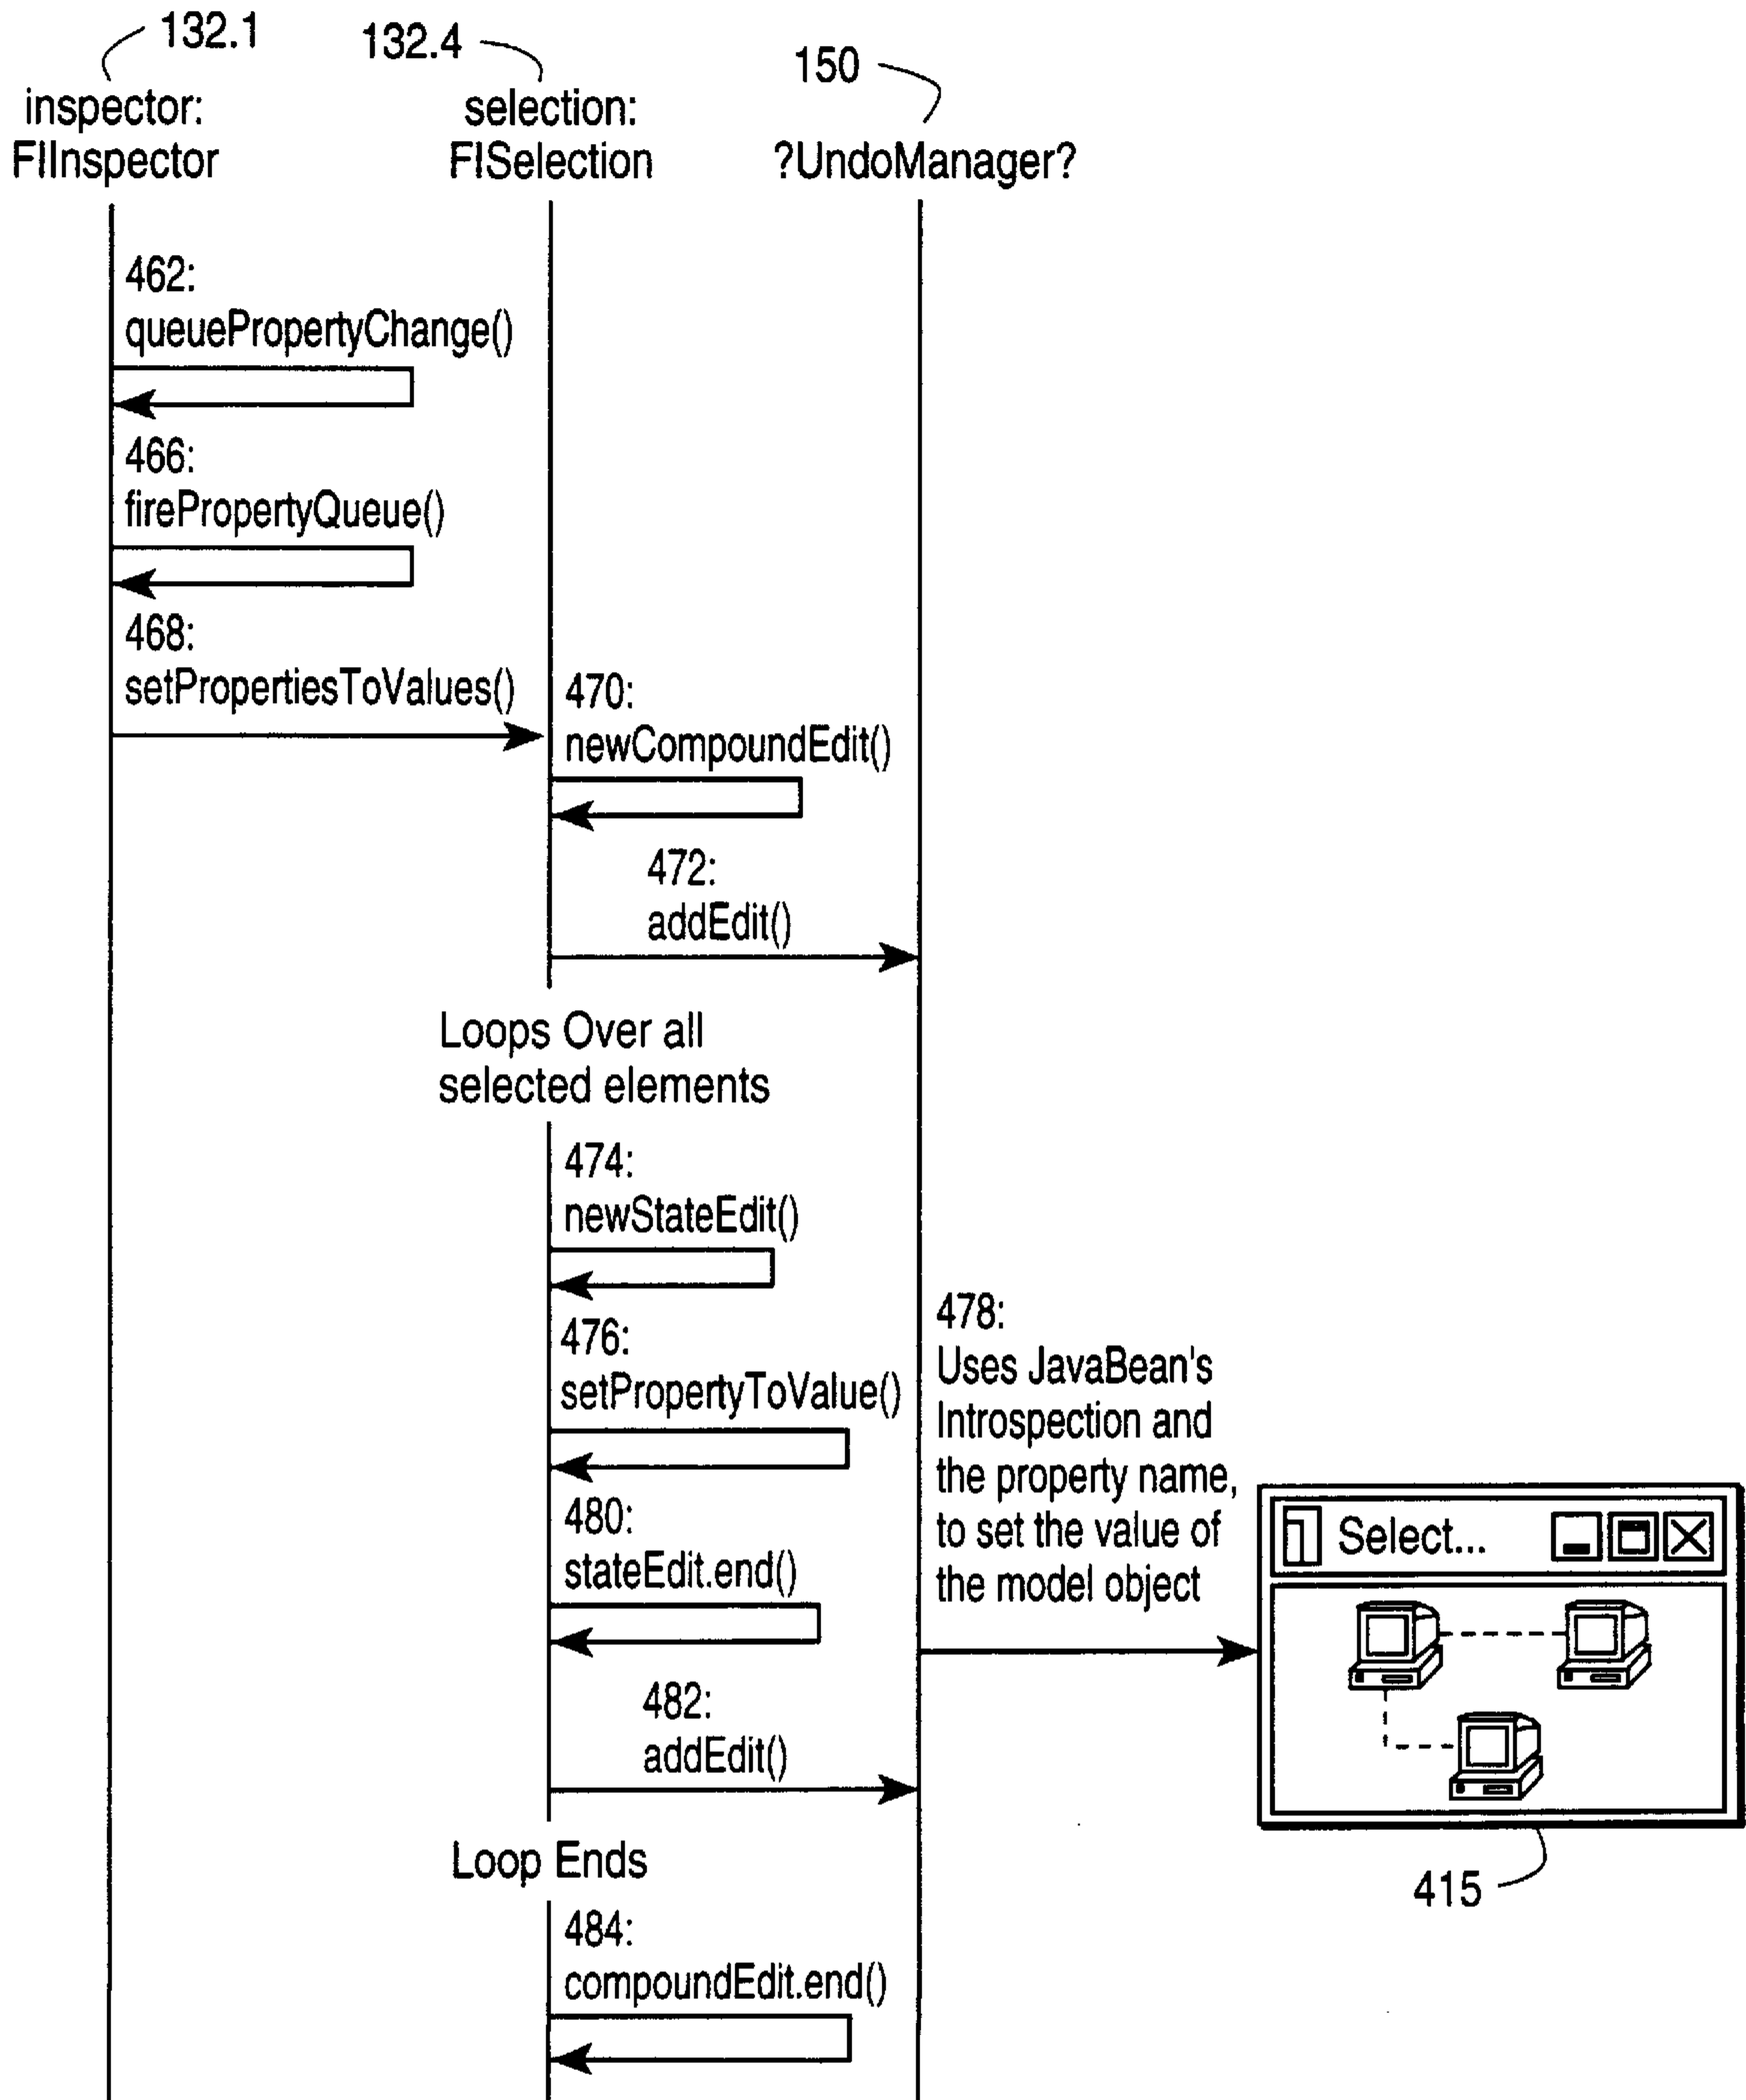 132.1
132.4
150
inspector:
FIInspector
selection:
FISelection
?UndoManager?
462:
queuePropertyChange()
466:
firePropertyQueue()
468:
setPropertiesToValues()
470:
newCompoundEdit()
472:
addEdit()
Loops Over all
selected elements
474:
newStateEdit()
476:
setPropertyToValue()
478:
Uses JavaBean's
Introspection and
the property name,
to set the value of
the model object
Select...
480:
stateEdit.end()
482:
addEdit()
415
Loop Ends
484:
compoundEdit.end()